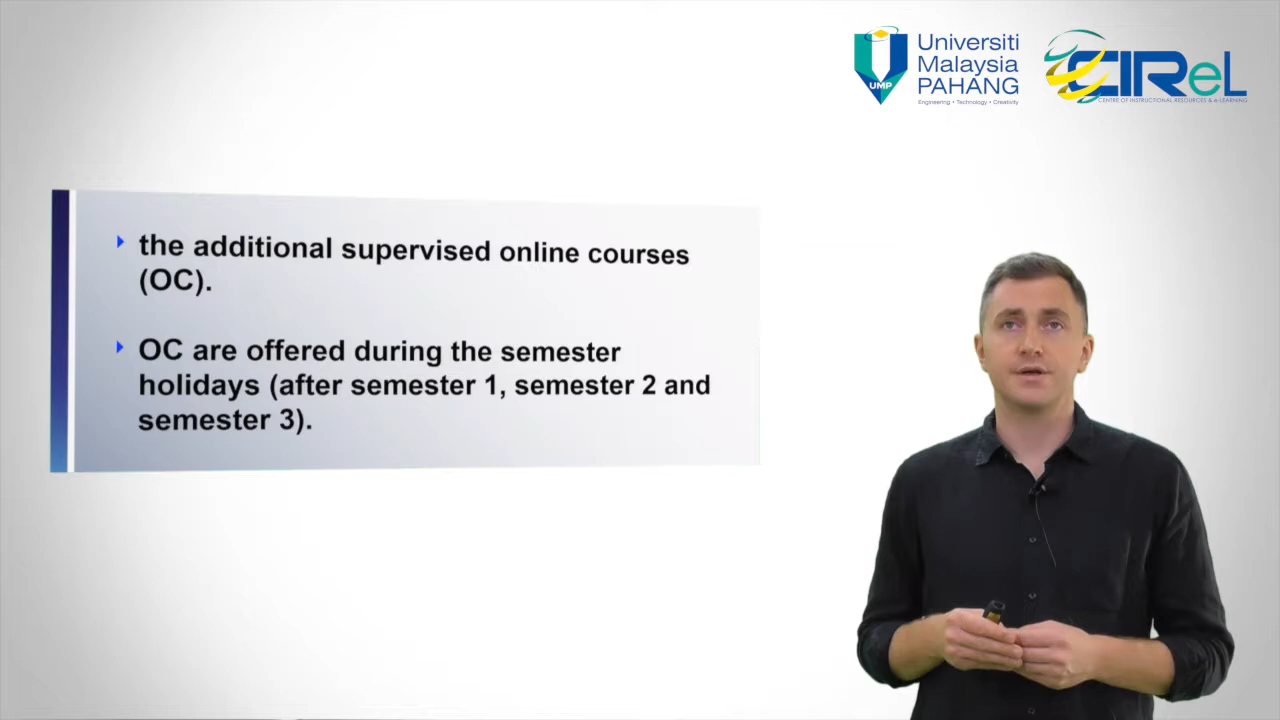 Universiti
Malaysia
PAHANG
Engineering • Technology • Creativity
UMP
CIReL
CENTRE OF INSTRUCTIONAL RESOURCES & e-LEARNING
the additional supervised online courses
(OC).
OC are offered during the semester
holidays (after semester 1, semester 2 and
semester 3).